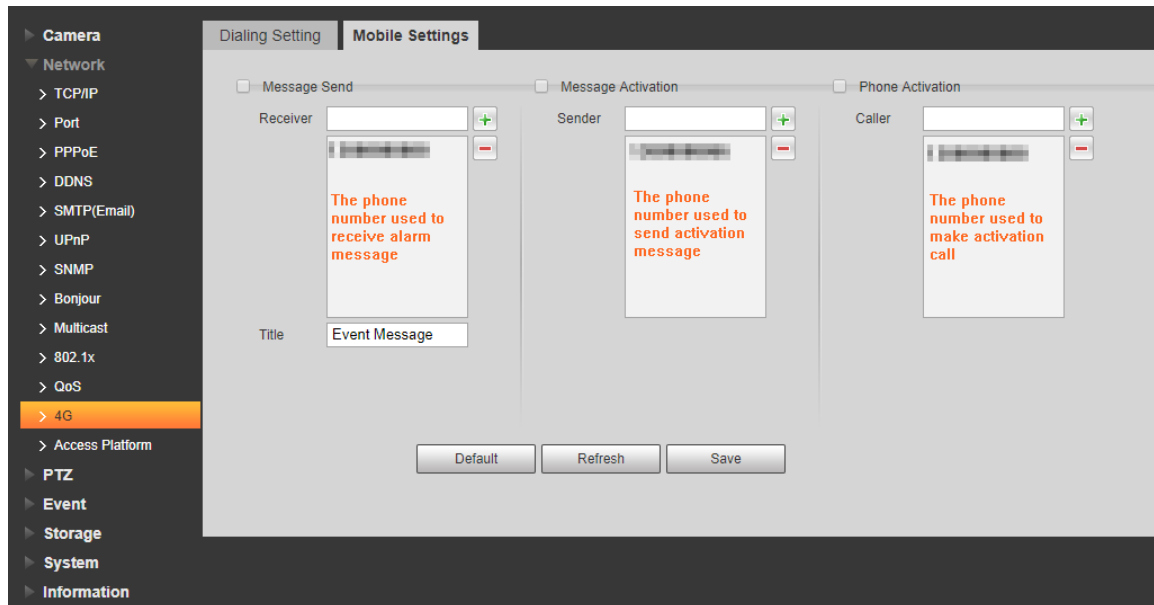 Camera
Network
TCP/IP
Port
PPPoE
DDNS
SMTP(Email)
UPnP
SNMP
Bonjour
Multicast
802.1x
QoS
4G
Access Platform
PTZ
Event
Storage
System
Information
Dialing Setting
Mobile Settings
Message Send
Receiver
The phone
number used to
receive alarm
message
Title
Event Message
Message Activation
Sender
The phone
number used to
send activation
message
Phone Activation
Caller
The phone
number used to
make activation
call
Default
Refresh
Save